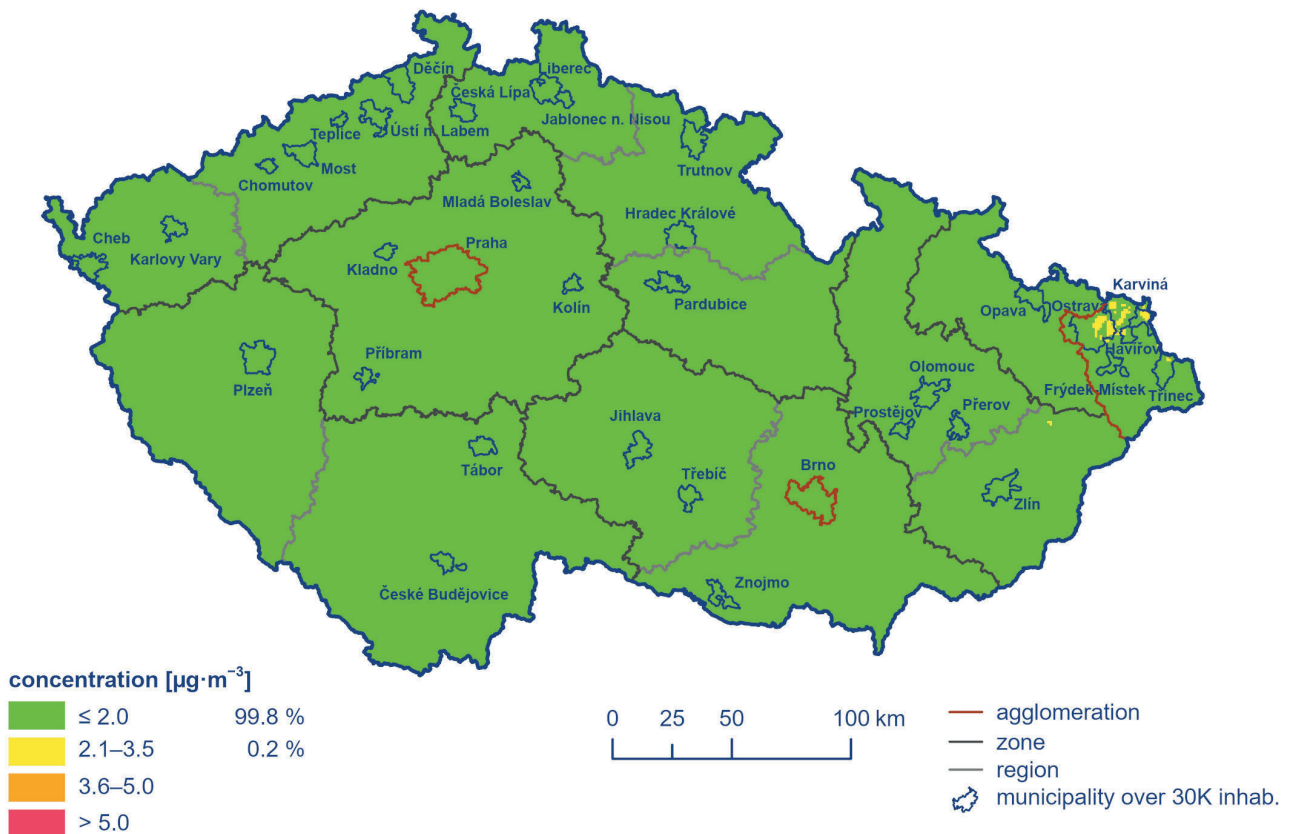 Děčín
Liberec
Česká Lípa
Jablonec n. Nisou
Teplice
Ústí n. Labem
Most
Chomutov
Trutnov
Mladá Boleslav
Hradec Králové
Cheb
Karlovy Vary
Praha
Kladno
Kolín
Pardubice
Karviná
Opava
Ostrava
Havířov
Příbram
Plzeň
Olomouc
Frýdek Místek
Třinec
Prostějov
Přerov
Jihlava
Tábor
Třebíč
Brno
Zlín
České Budějovice
Znojmo
concentration [µg·m⁻³]
≤ 2.0 99.8 %
2.1–3.5 0.2 %
3.6–5.0
> 5.0
0 25 50 100 km
agglomeration
zone
region
municipality over 30K inhab.